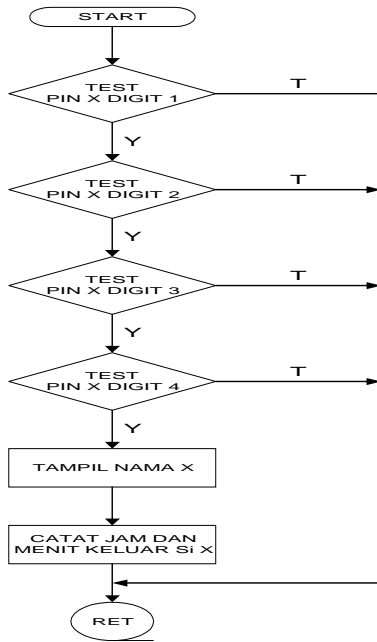 START
TEST
PIN X DIGIT 1
T
Y
TEST
PIN X DIGIT 2
T
Y
TEST
PIN X DIGIT 3
T
Y
TEST
PIN X DIGIT 4
T
Y
TAMPIL NAMA X
CATAT JAM DAN
MENIT KELUAR Si X
RET